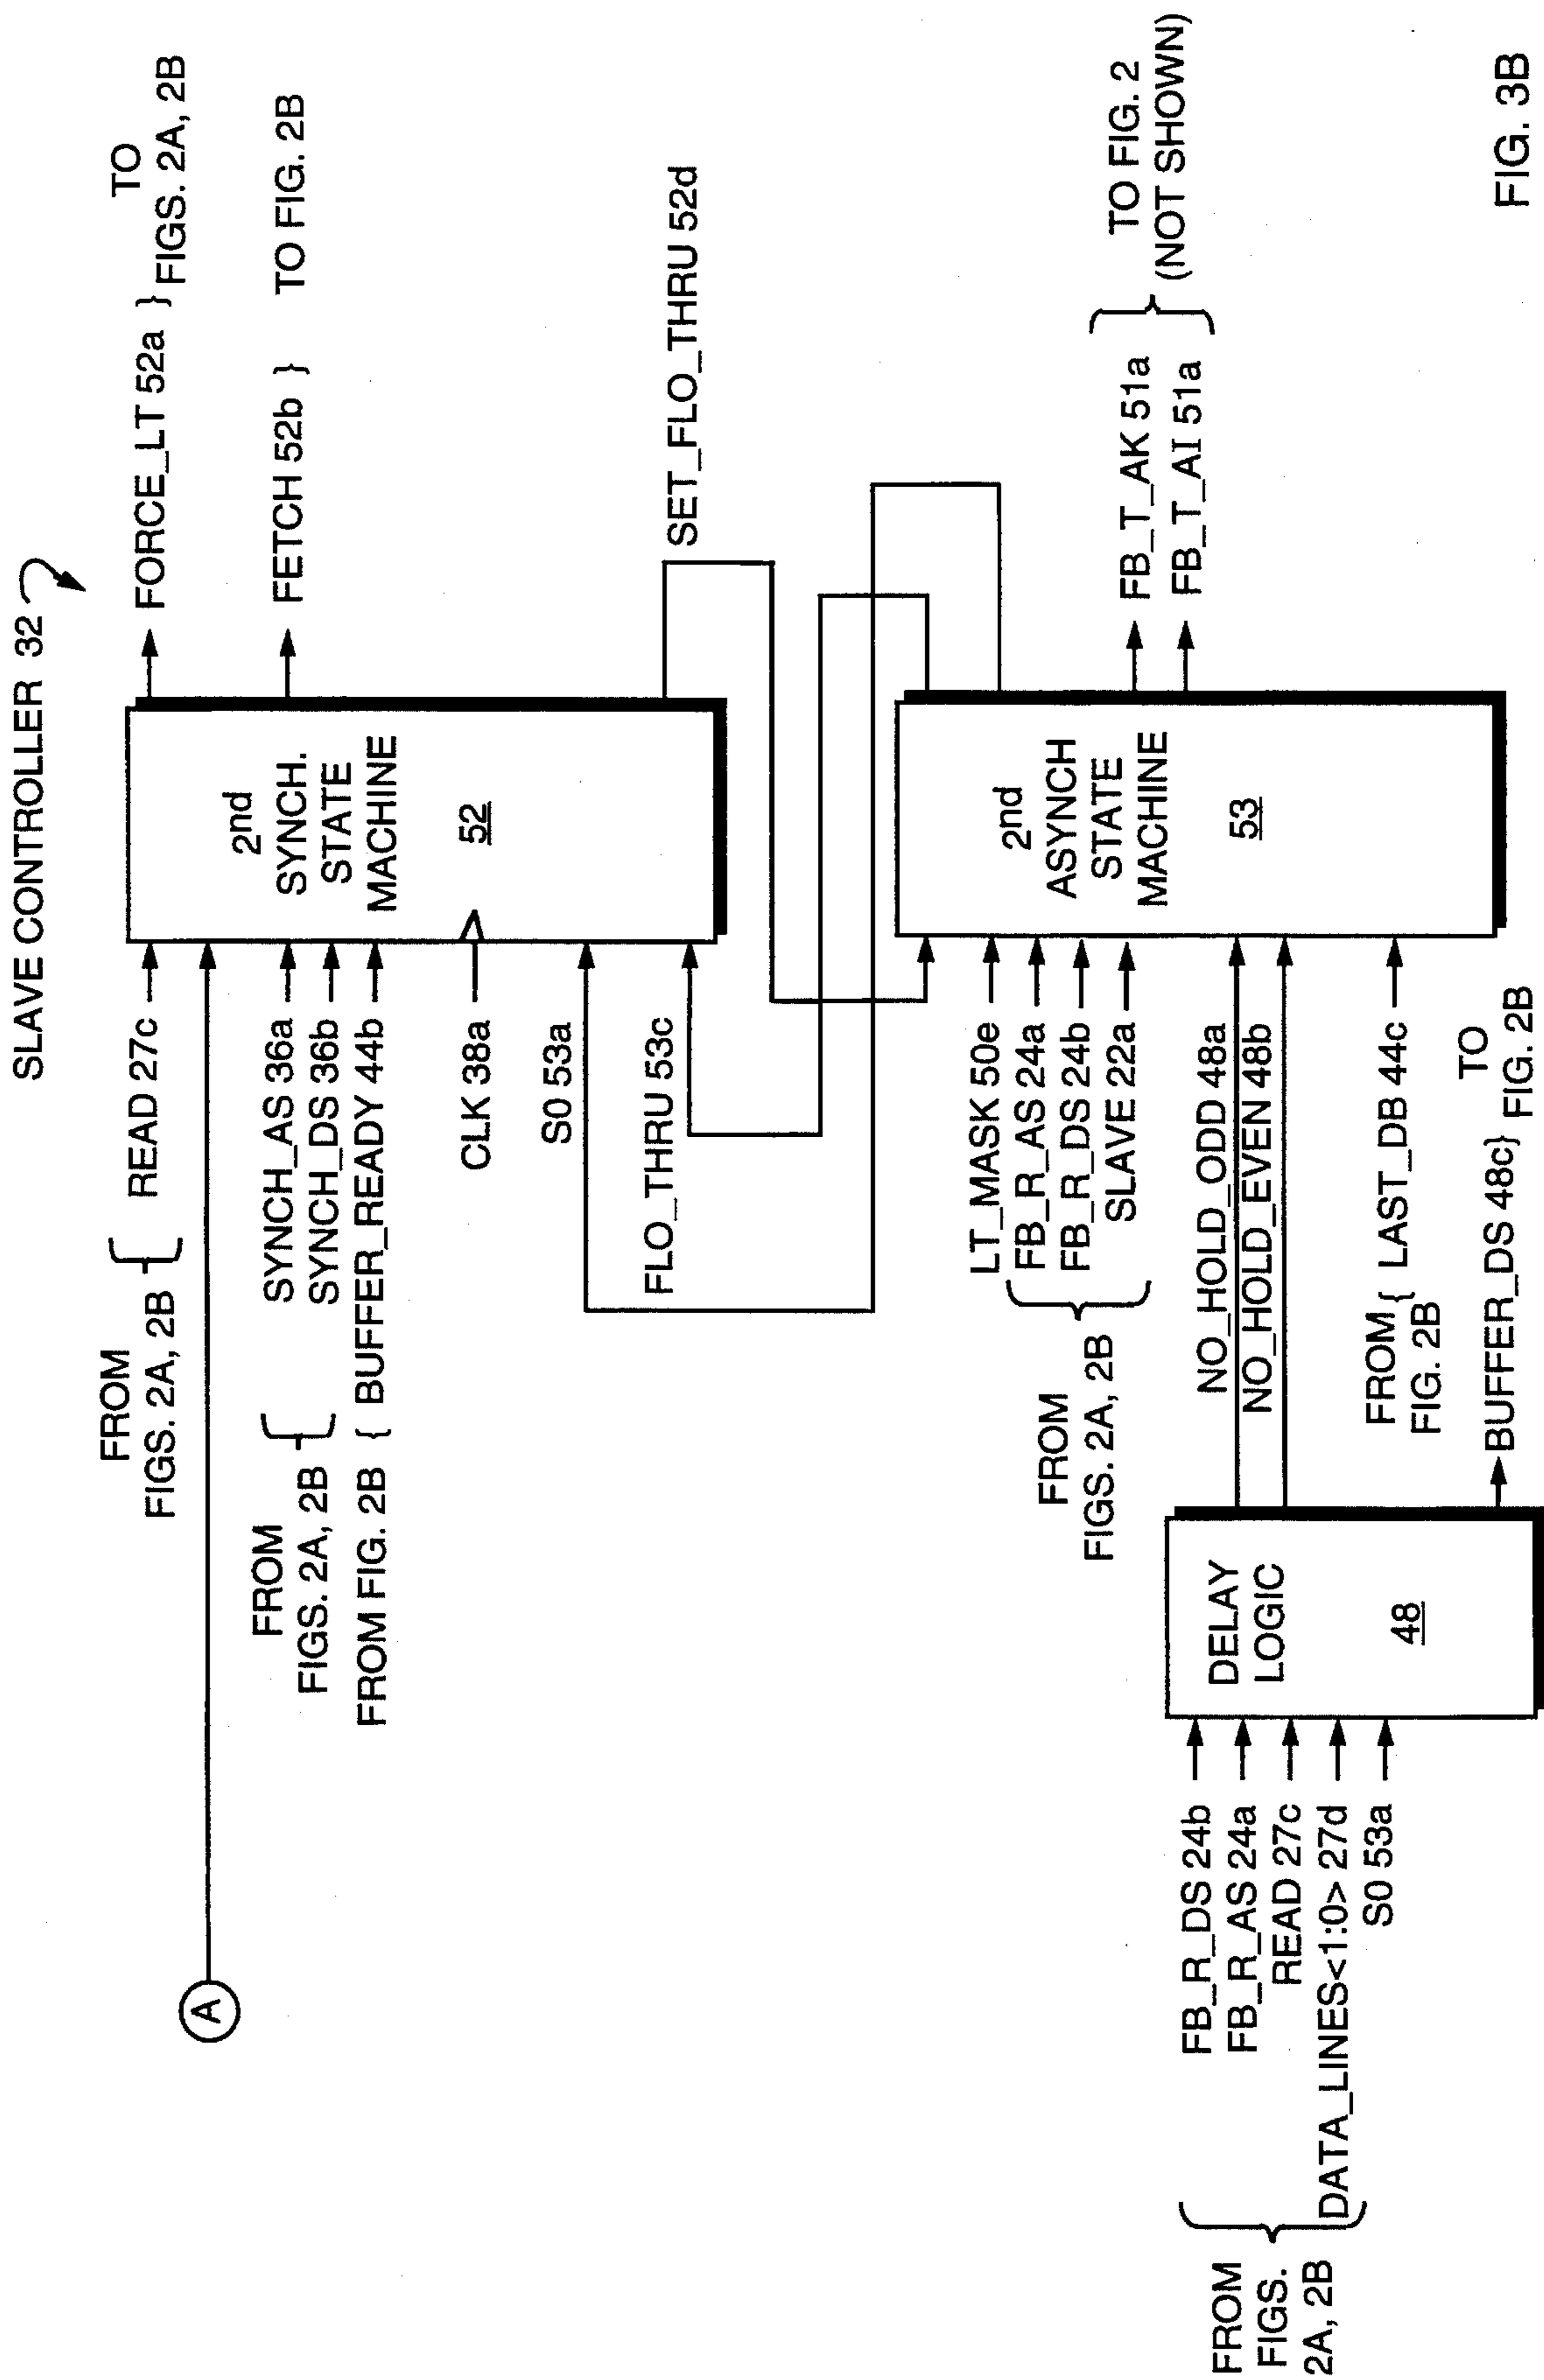 SLAVE CONTROLLER 32
FROM
FIGS. 2A, 2B {
READ 27c
FORCE_LT 52a }
TO
FIGS. 2A, 2B
A
2nd
SYNCH.
STATE
MACHINE
52
FROM
FIGS. 2A, 2B {
SYNCH_AS 36a
SYNCH_DS 36b
FROM FIG. 2B { BUFFER_READY 44b
FETCH 52b } TO FIG. 2B
CLK 38a
S0 53a
FLO_THRU 53c
SET_FLO_THRU 52d
2nd
ASYNCH
STATE
MACHINE
53
LT_MASK 50e
FROM
FIGS. 2A, 2B {
FB_R_AS 24a
FB_R_DS 24b
SLAVE 22a
FB_T_AK 51a
FB_T_AI 51a
} TO FIG. 2
(NOT SHOWN)
NO_HOLD_ODD 48a
NO_HOLD_EVEN 48b
FROM { LAST_DB 44c
FIG. 2B
DELAY
LOGIC
48
FROM
FIGS.
2A, 2B {
FB_R_DS 24b
FB_R_AS 24a
READ 27c
DATA_LINES<1:0> 27d
S0 53a
BUFFER_DS 48c}
TO
FIG. 2B
FIG. 3B